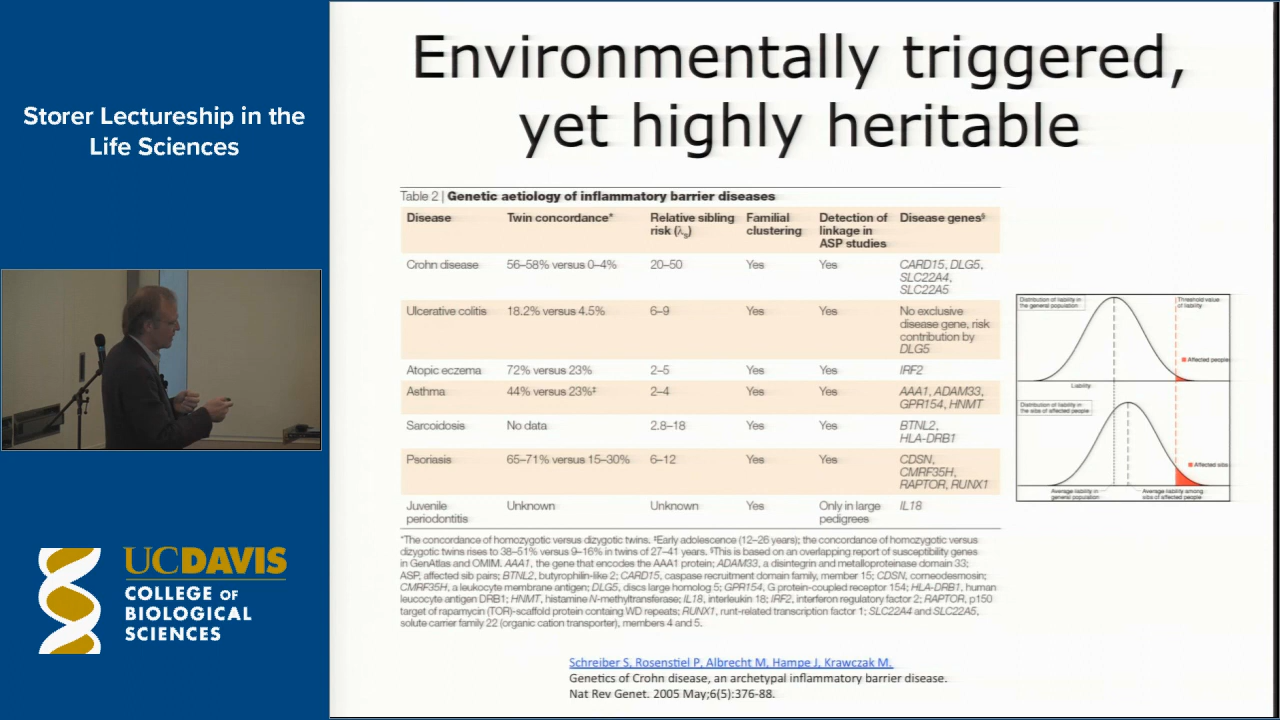 Storer Lectureship in the
Life Sciences
UCDAVIS
COLLEGE OF
BIOLOGICAL
SCIENCES
Environmentally triggered,
yet highly heritable
Table 2 | Genetic aetiology of inflammatory barrier diseases
Disease Twin concordance* Relative sibling risk (λs) Familial clustering Detection of linkage in ASP studies Disease genes§
Crohn disease 56–58% versus 0–4% 20–50 Yes Yes CARD15, DLG5,
SLC22A4,
SLC22A5
Ulcerative colitis 18.2% versus 4.5% 6–9 Yes Yes No exclusive
disease gene, risk
contribution by
DLG5
Atopic eczema 72% versus 23% 2–5 Yes Yes IRF2
Asthma 44% versus 23%‡ 2–4 Yes Yes AAA1, ADAM33,
GPR154, HNMT
Sarcoidosis No data 2.8–18 Yes Yes BTNL2,
HLA-DRB1
Psoriasis 65–71% versus 15–30% 6–12 Yes Yes CDSN,
CMRF35H,
RAPTOR, RUNX1
Juvenile periodontitis Unknown Unknown Yes Only in large pedigrees IL18
*The concordance of homozygotic versus dizygotic twins. ‡Early adolescence (12–26 years); the concordance of homozygotic versus
dizygotic twins rises to 38–51% versus 9–16% in twins of 27–41 years. §This is based on an overlapping report of susceptibility genes
in GenAtlas and OMIM. AAA1, the gene that encodes the AAA1 protein; ADAM33, a disintegrin and metalloproteinase domain 33;
ASP, affected sib pairs; BTNL2, butyrophilin-like 2; CARD15, caspase recruitment domain family, member 15; CDSN, corneodesmosin;
CMRF35H, a leukocyte membrane antigen; DLG5, discs large homolog 5; GPR154, G protein-coupled receptor 154; HLA-DRB1, human
leucocyte antigen DRB1; HNMT, histamine N-methyltransferase; IL18, interleukin 18; IRF2, interferon regulatory factor 2; RAPTOR, p150
target of rapamycin (TOR)-scaffold protein containg WD repeats; RUNX1, runt-related transcription factor 1; SLC22A4 and SLC22A5,
solute carrier family 22 (organic cation transporter), members 4 and 5.
Distribution of liability in
the general population
Threshold value
of liability
Affected people
Liability
Distribution of liability in
the sibs of affected people
Affected sibs
Average liability in
general population
Average liability among
sibs of affected people
Schreiber S, Rosenstiel P, Albrecht M, Hampe J, Krawczak M.
Genetics of Crohn disease, an archetypal inflammatory barrier disease.
Nat Rev Genet. 2005 May;6(5):376-88.